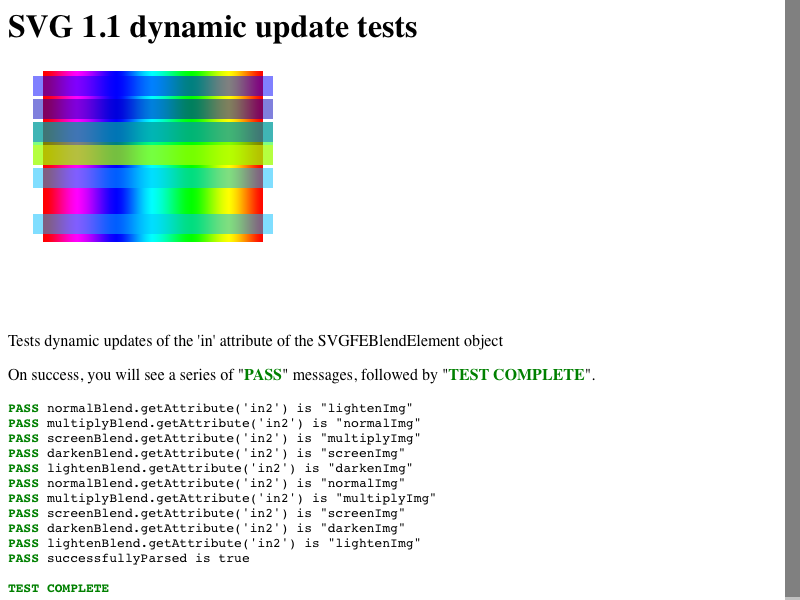 SVG 1.1 dynamic update tests
Tests dynamic updates of the 'in' attribute of the SVGFEBlendElement object
On success, you will see a series of "PASS" messages, followed by "TEST COMPLETE".
PASS normalBlend.getAttribute('in2') is "lightenImg"
PASS multiplyBlend.getAttribute('in2') is "normalImg"
PASS screenBlend.getAttribute('in2') is "multiplyImg"
PASS darkenBlend.getAttribute('in2') is "screenImg"
PASS lightenBlend.getAttribute('in2') is "darkenImg"
PASS normalBlend.getAttribute('in2') is "normalImg"
PASS multiplyBlend.getAttribute('in2') is "multiplyImg"
PASS screenBlend.getAttribute('in2') is "screenImg"
PASS darkenBlend.getAttribute('in2') is "darkenImg"
PASS lightenBlend.getAttribute('in2') is "lightenImg"
PASS successfullyParsed is true
TEST COMPLETE